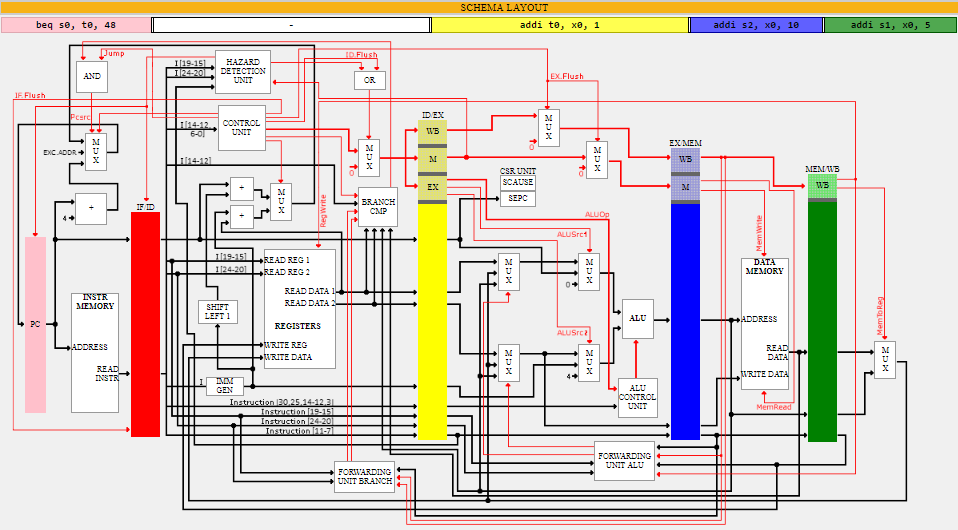 SCHEMA LAYOUT
beq s0, t0, 48
-
addi t0, x0, 1
addi s2, x0, 10
addi s1, x0, 5
Jump
AND
I [19-15]
I [24-20]
HAZARD
DETECTION
UNIT
ID.Flush
OR
EX.Flush
IF.Flush
Pcsrc
I [14-12,
6-0]
CONTROL
UNIT
ID/EX
WB
M
EX
M
U
X
0
M
U
X
0
M
U
X
0
EX/MEM
WB
M
MEM/WB
WB
EXC.ADDR.
M
U
X
I [14-12]
CSR UNIT
SCAUSE
SEPC
+
+
M
U
X
BRANCH
CMP
RegWrite
4
+
IF/ID
ALUOp
ALUSrc1
MemWrite
I [19-15]
I [24-20]
READ REG 1
READ REG 2
READ DATA 1
READ DATA 2
REGISTERS
WRITE REG
WRITE DATA
M
U
X
M
U
X
0
DATA
MEMORY
ADDRESS
READ
DATA
WRITE DATA
MemToReg
INSTR
MEMORY
PC
ADDRESS
READ
INSTR
SHIFT
LEFT 1
ALU
ALUSrc2
M
U
X
M
U
X
4
M
U
X
I
IMM
GEN
ALU
CONTROL
UNIT
MemRead
Instruction [30,25,14-12,3]
Instruction [19-15]
Instruction [24-20]
Instruction [11-7]
FORWARDING
UNIT ALU
FORWARDING
UNIT BRANCH